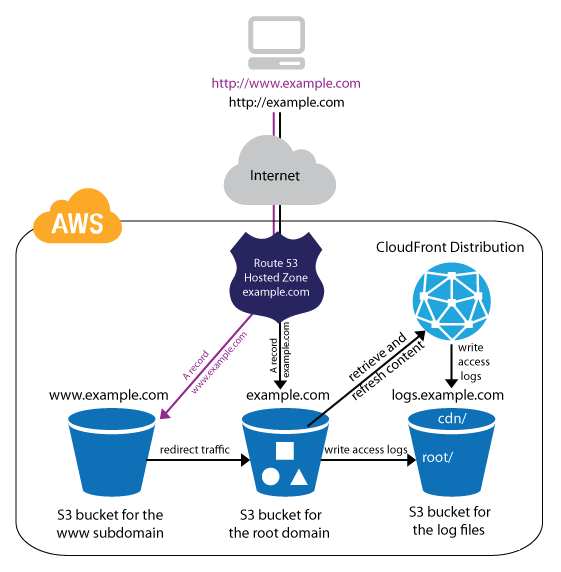 http://www.example.com
http://example.com
Internet
AWS
Route 53
Hosted Zone
example.com
CloudFront Distribution
A record
www.example.com
A record
example.com
retrieve and
refresh content
write
access
logs
www.example.com
example.com
logs.example.com
cdn/
root/
redirect traffic
write access logs
S3 bucket for the
www subdomain
S3 bucket for
the root domain
S3 bucket for
the log files